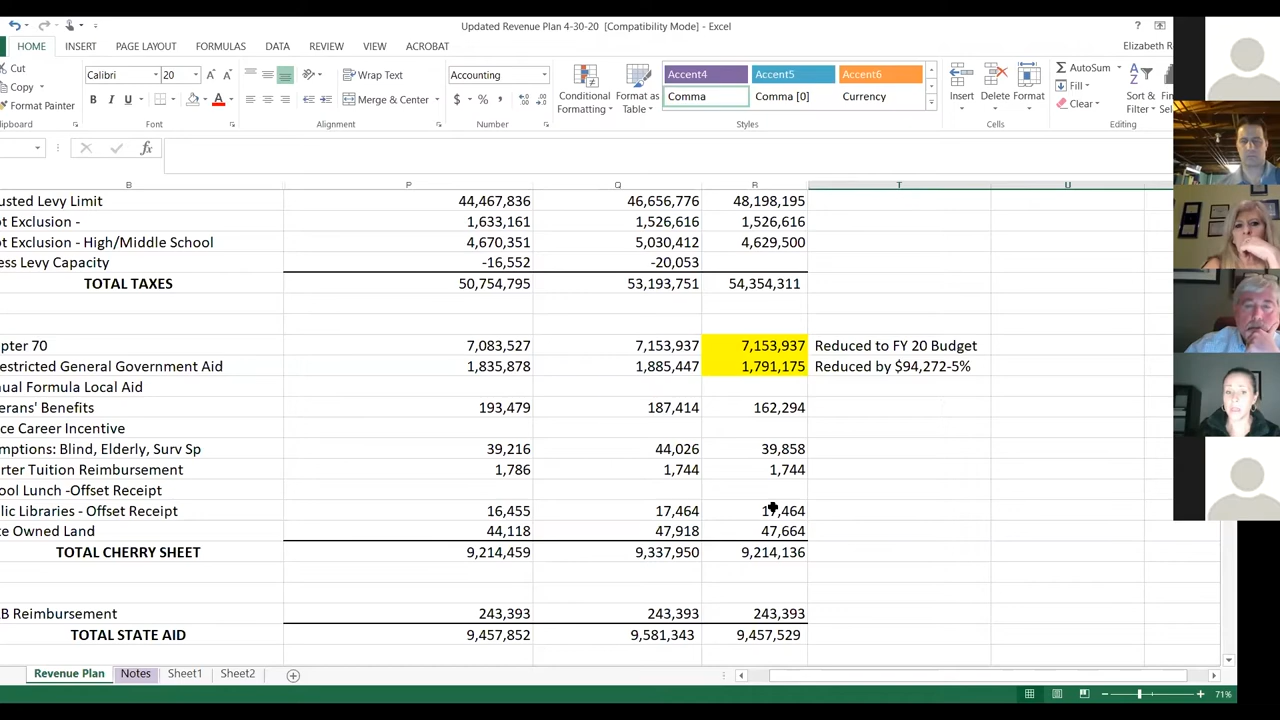 Updated Revenue Plan 4-30-20 [Compatibility Mode] - Excel
HOME INSERT PAGE LAYOUT FORMULAS DATA REVIEW VIEW ACROBAT
Elizabeth R
Cut
Copy
Format Painter
lipboard
Calibri 20
B I U
Font
Wrap Text
Merge & Center
Alignment
Accounting
$ % ,
Number
Conditional Formatting
Format as Table
Accent4 Accent5 Accent6
Comma Comma [0] Currency
Styles
Insert Delete Format
Cells
AutoSum
Fill
Clear
Sort & Filter
Editing
fx
B P Q R T U
usted Levy Limit 44,467,836 46,656,776 48,198,195
ot Exclusion - 1,633,161 1,526,616 1,526,616
ot Exclusion - High/Middle School 4,670,351 5,030,412 4,629,500
ess Levy Capacity -16,552 -20,053
TOTAL TAXES 50,754,795 53,193,751 54,354,311
pter 70 7,083,527 7,153,937 7,153,937 Reduced to FY 20 Budget
estricted General Government Aid 1,835,878 1,885,447 1,791,175 Reduced by $94,272-5%
nual Formula Local Aid
erans' Benefits 193,479 187,414 162,294
ice Career Incentive
mptions: Blind, Elderly, Surv Sp 39,216 44,026 39,858
rter Tuition Reimbursement 1,786 1,744 1,744
ool Lunch -Offset Receipt
lic Libraries - Offset Receipt 16,455 17,464 17,464
te Owned Land 44,118 47,918 47,664
TOTAL CHERRY SHEET 9,214,459 9,337,950 9,214,136
B Reimbursement 243,393 243,393 243,393
TOTAL STATE AID 9,457,852 9,581,343 9,457,529
Revenue Plan Notes Sheet1 Sheet2
71%